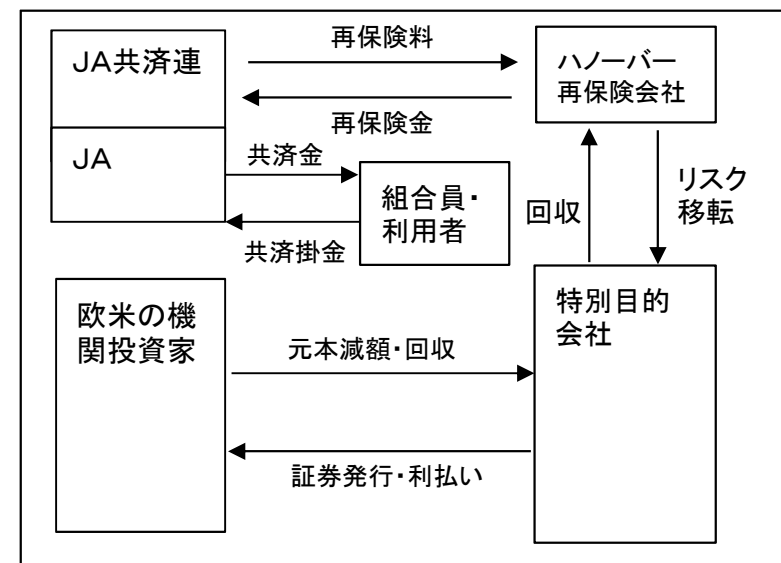 JA共済連
再保険料
ハノーバー
再保険会社
再保険金
JA
共済金
組合員・
利用者
共済掛金
回収
リスク
移転
欧米の機
関投資家
元本減額・回収
特別目的
会社
証券発行・利払い